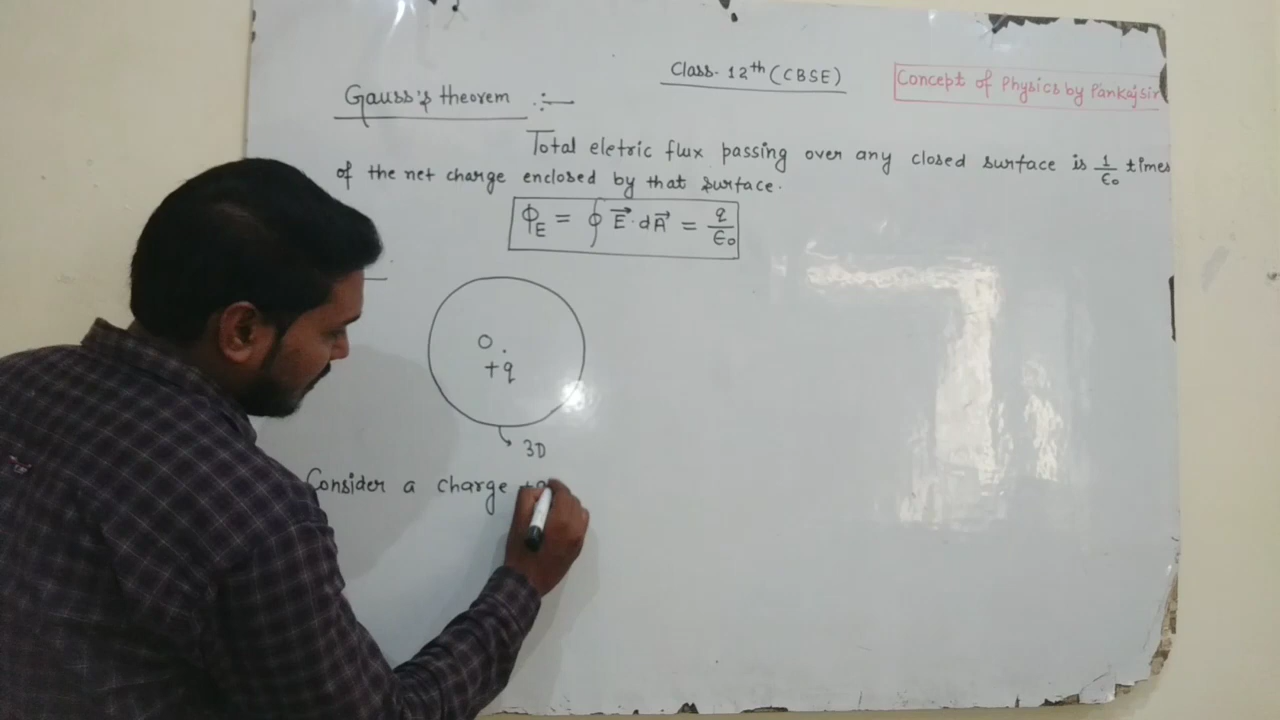 Class. 12th (CBSE)
Concept of Physics by Pankaj sir
Gauss's theorem :-
Total eletric flux passing over any closed surface is 1/ϵ₀ times
of the net charge enclosed by that surface.
ϕ_E = ∮ E⃗ · dA⃗ = q/ϵ₀
O .
+q
3D
Consider a charge